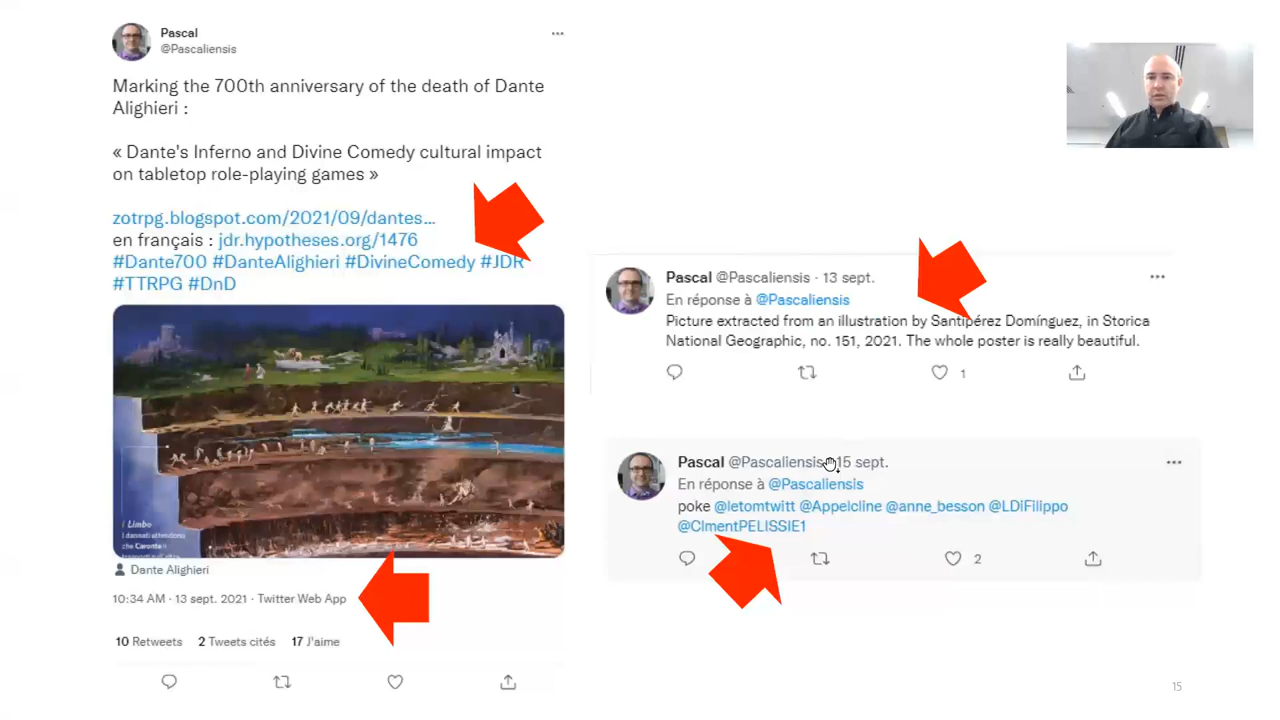 Pascal
@Pascaliensis
Marking the 700th anniversary of the death of Dante
Alighieri :
« Dante's Inferno and Divine Comedy cultural impact
on tabletop role-playing games »
zotrpg.blogspot.com/2021/09/dantes…
en français : jdr.hypotheses.org/1476
#Dante700 #DanteAlighieri #DivineComedy #JDR
#TTRPG #DnD
I Limbo
I dannati attendono
che Caronte
Dante Alighieri
10:34 AM · 13 sept. 2021 · Twitter Web App
10 Retweets 2 Tweets cités 17 J'aime
Pascal @Pascaliensis · 13 sept.
En réponse à @Pascaliensis
Picture extracted from an illustration by Santipérez Domínguez, in Storica
National Geographic, no. 151, 2021. The whole poster is really beautiful.
1
Pascal @Pascaliensis 15 sept.
En réponse à @Pascaliensis
poke @letomtwitt @Appelcline @anne_besson @LDiFilippo
@ClmentPELISSIE1
2
15